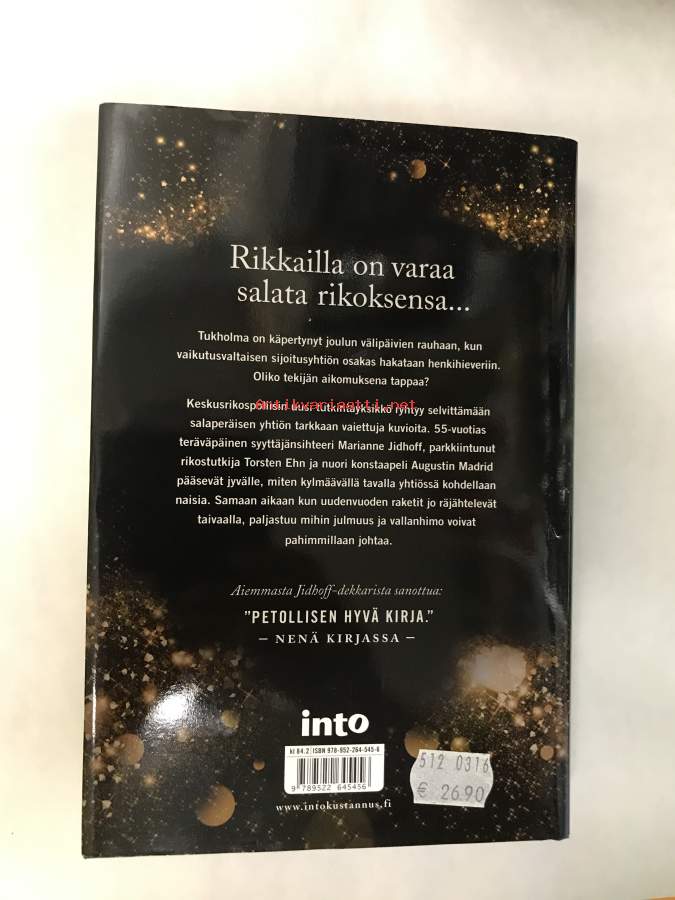 Rikkailla on varaa
salata rikoksensa...
Tukholma on käpertynyt joulun välipäivien rauhaan, kun
vaikutusvaltaisen sijoitusyhtiön osakas hakataan henkihieveriin.
Oliko tekijän aikomuksena tappaa?
Antikvariaatti.net
Keskusrikospoliisin uusi tutkintayksikkö ryhtyy selvittämään
salaperäisen yhtiön tarkkaan vaiettuja kuvioita. 55-vuotias
teräväpäinen syyttäjänsihteeri Marianne Jidhoff, parkkiintunut
rikostutkija Torsten Ehn ja nuori konstaapeli Augustin Madrid
pääsevät jyvälle, miten kylmäävällä tavalla yhtiössä kohdellaan
naisia. Samaan aikaan kun uudenvuoden raketit jo räjähtelevät
taivaalla, paljastuu mihin julmuus ja vallanhimo voivat
pahimmillaan johtaa.
Aiemmasta Jidhoff-dekkarista sanottua:
"PETOLLISEN HYVÄ KIRJA."
– NENÄ KIRJASSA –
into
kl 84.2 | ISBN 978-952-264-545-6
9 789522 645456
www.intokustannus.fi
512 0316
€ 26.90